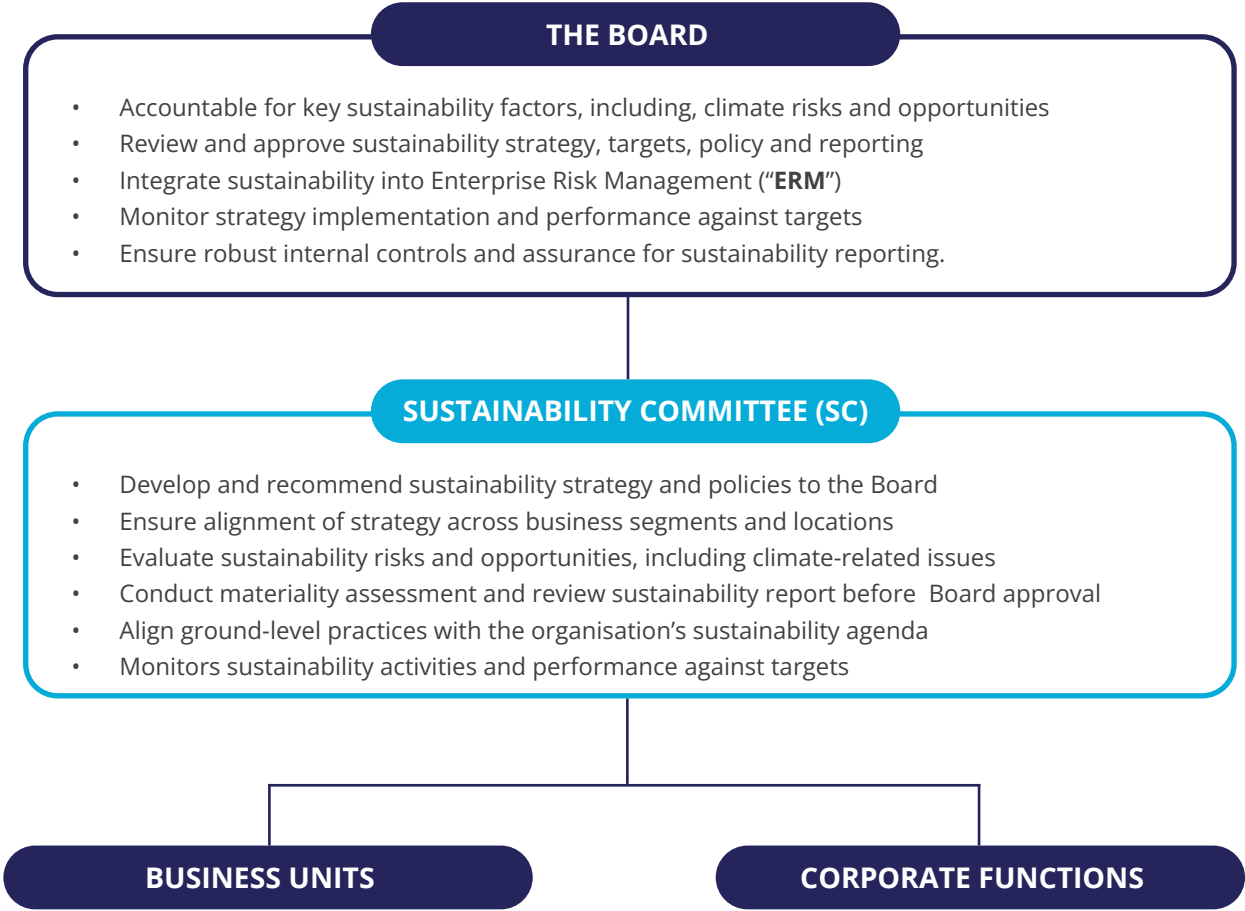 THE BOARD
• Accountable for key sustainability factors, including, climate risks and opportunities
• Review and approve sustainability strategy, targets, policy and reporting
• Integrate sustainability into Enterprise Risk Management (“ERM”)
• Monitor strategy implementation and performance against targets
• Ensure robust internal controls and assurance for sustainability reporting.
SUSTAINABILITY COMMITTEE (SC)
• Develop and recommend sustainability strategy and policies to the Board
• Ensure alignment of strategy across business segments and locations
• Evaluate sustainability risks and opportunities, including climate-related issues
• Conduct materiality assessment and review sustainability report before  Board approval
• Align ground-level practices with the organisation’s sustainability agenda
• Monitors sustainability activities and performance against targets
BUSINESS UNITS
CORPORATE FUNCTIONS